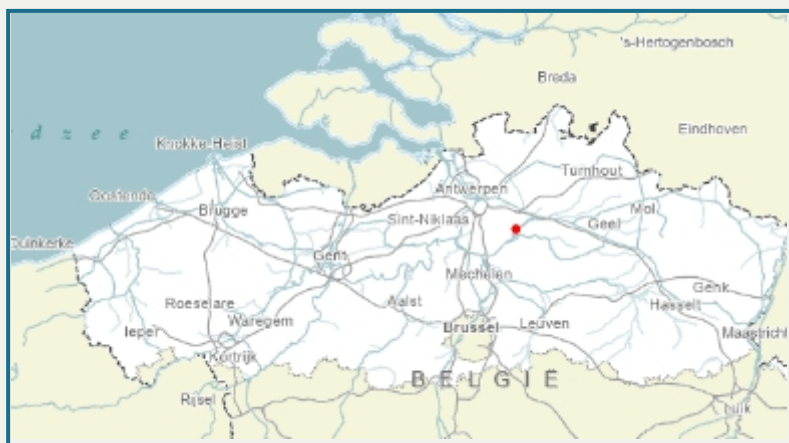 's-Hertogenbosch
Breda
d z e e
Eindhoven
Knokke-Heist
Turnhout
Antwerpen
Oostende
Mol
Brugge
Sint-Niklaas
Geel
Duinkerke
Gent
Mechelen
Genk
Roeselare
Aalst
Hasselt
Waregem
Brussel
Leuven
Ieper
Maastricht
Kortrijk
BELGIË
Rijsel
Luik